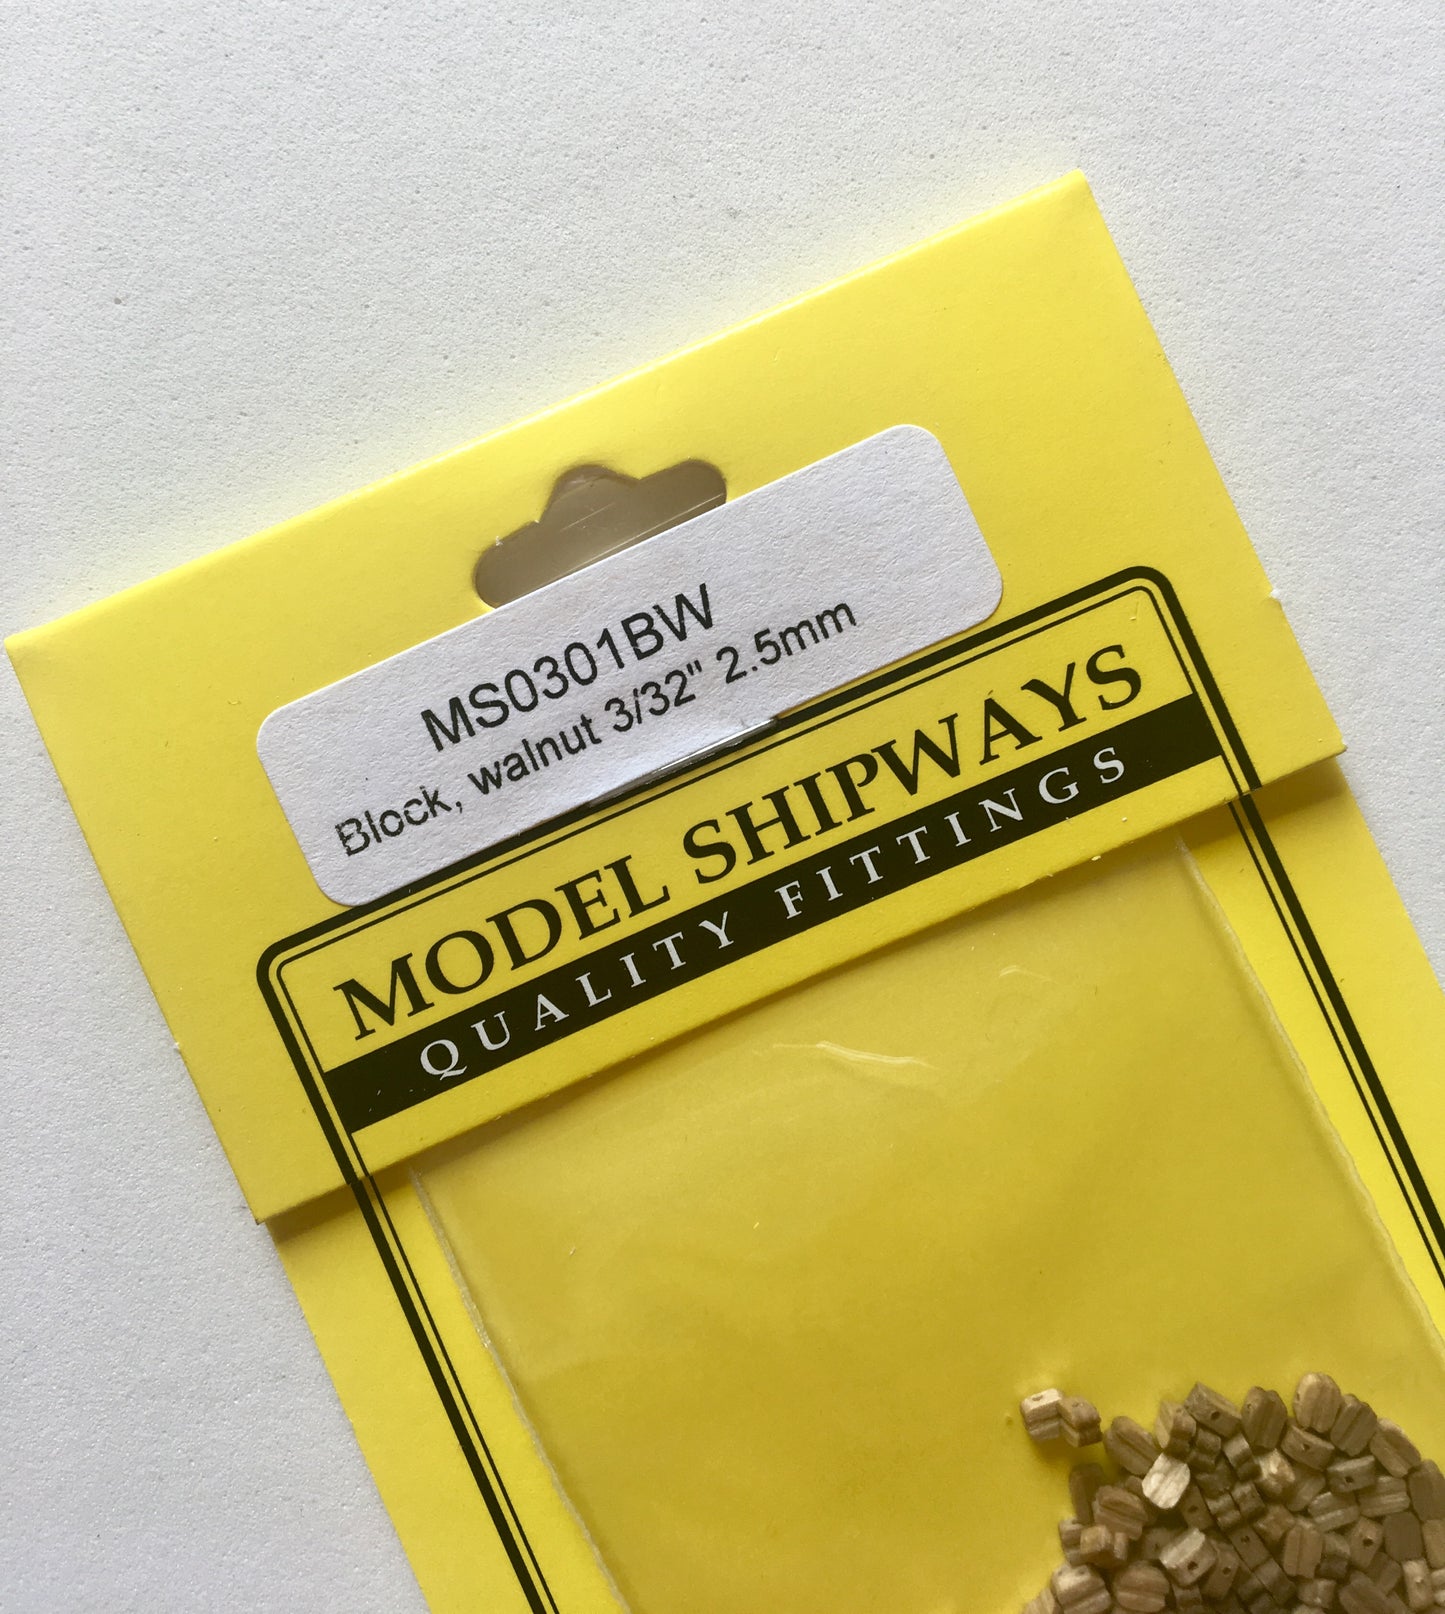 MS0301BW
Block, walnut 3/32" 2.5mm
MODEL SHIPWAYS
QUALITY FITTINGS